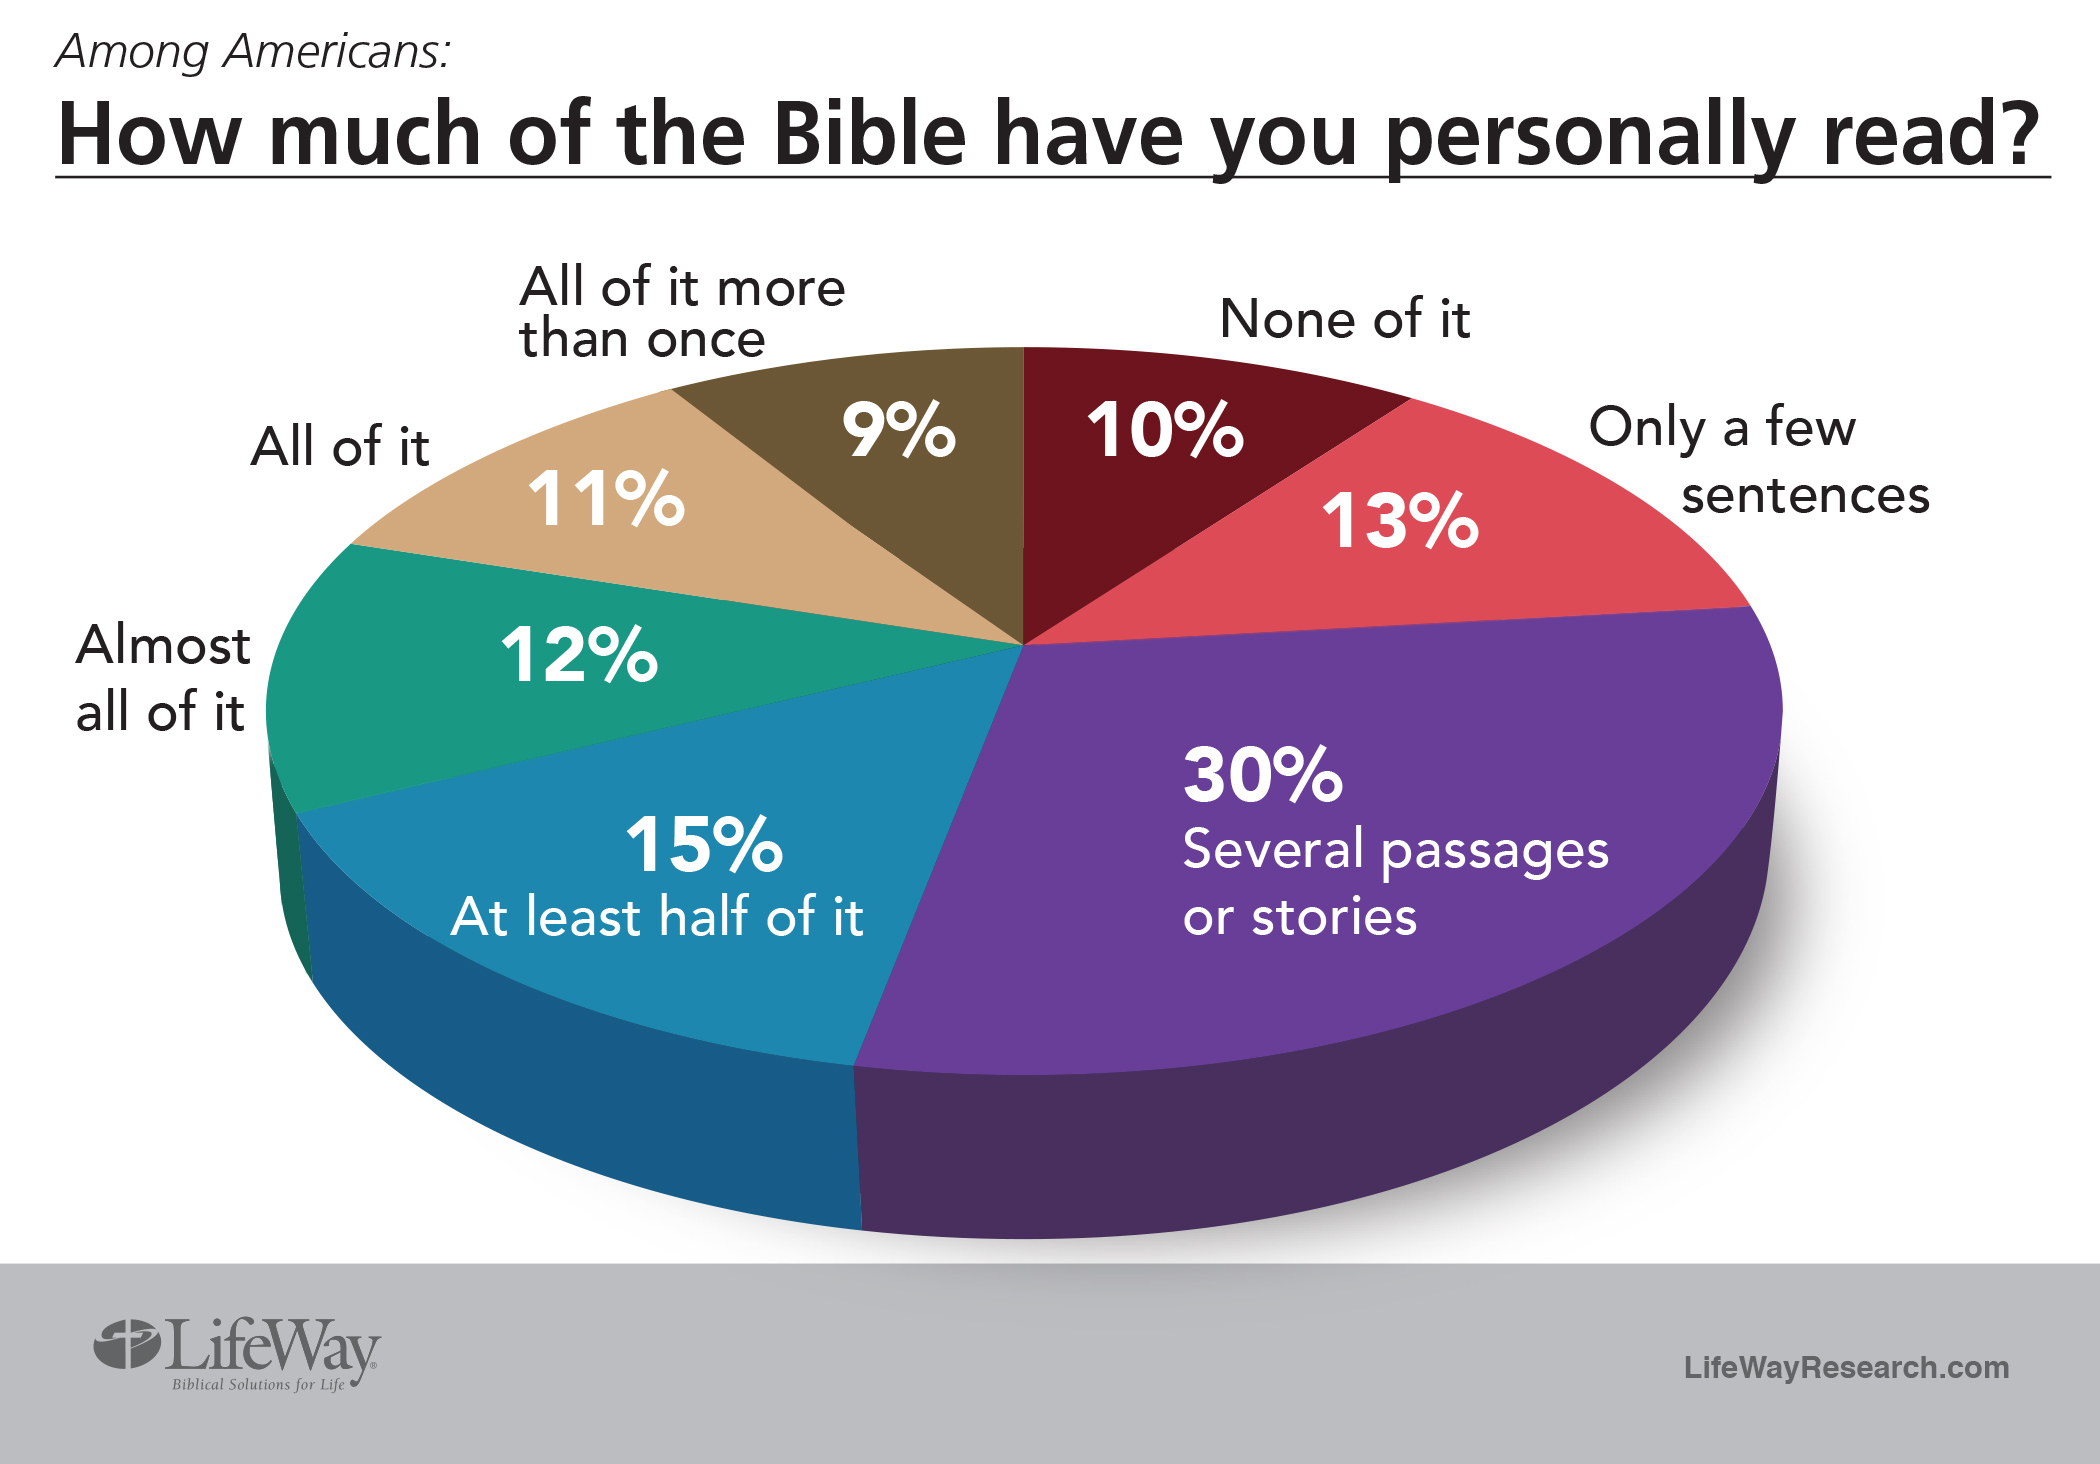 Among Americans:
How much of the Bible have you personally read?
All of it more
than once
9%
None of it
10%
Only a few
sentences
13%
30%
Several passages
or stories
15%
At least half of it
Almost
all of it
12%
All of it
11%
LifeWay®
Biblical Solutions for Life
LifeWayResearch.com